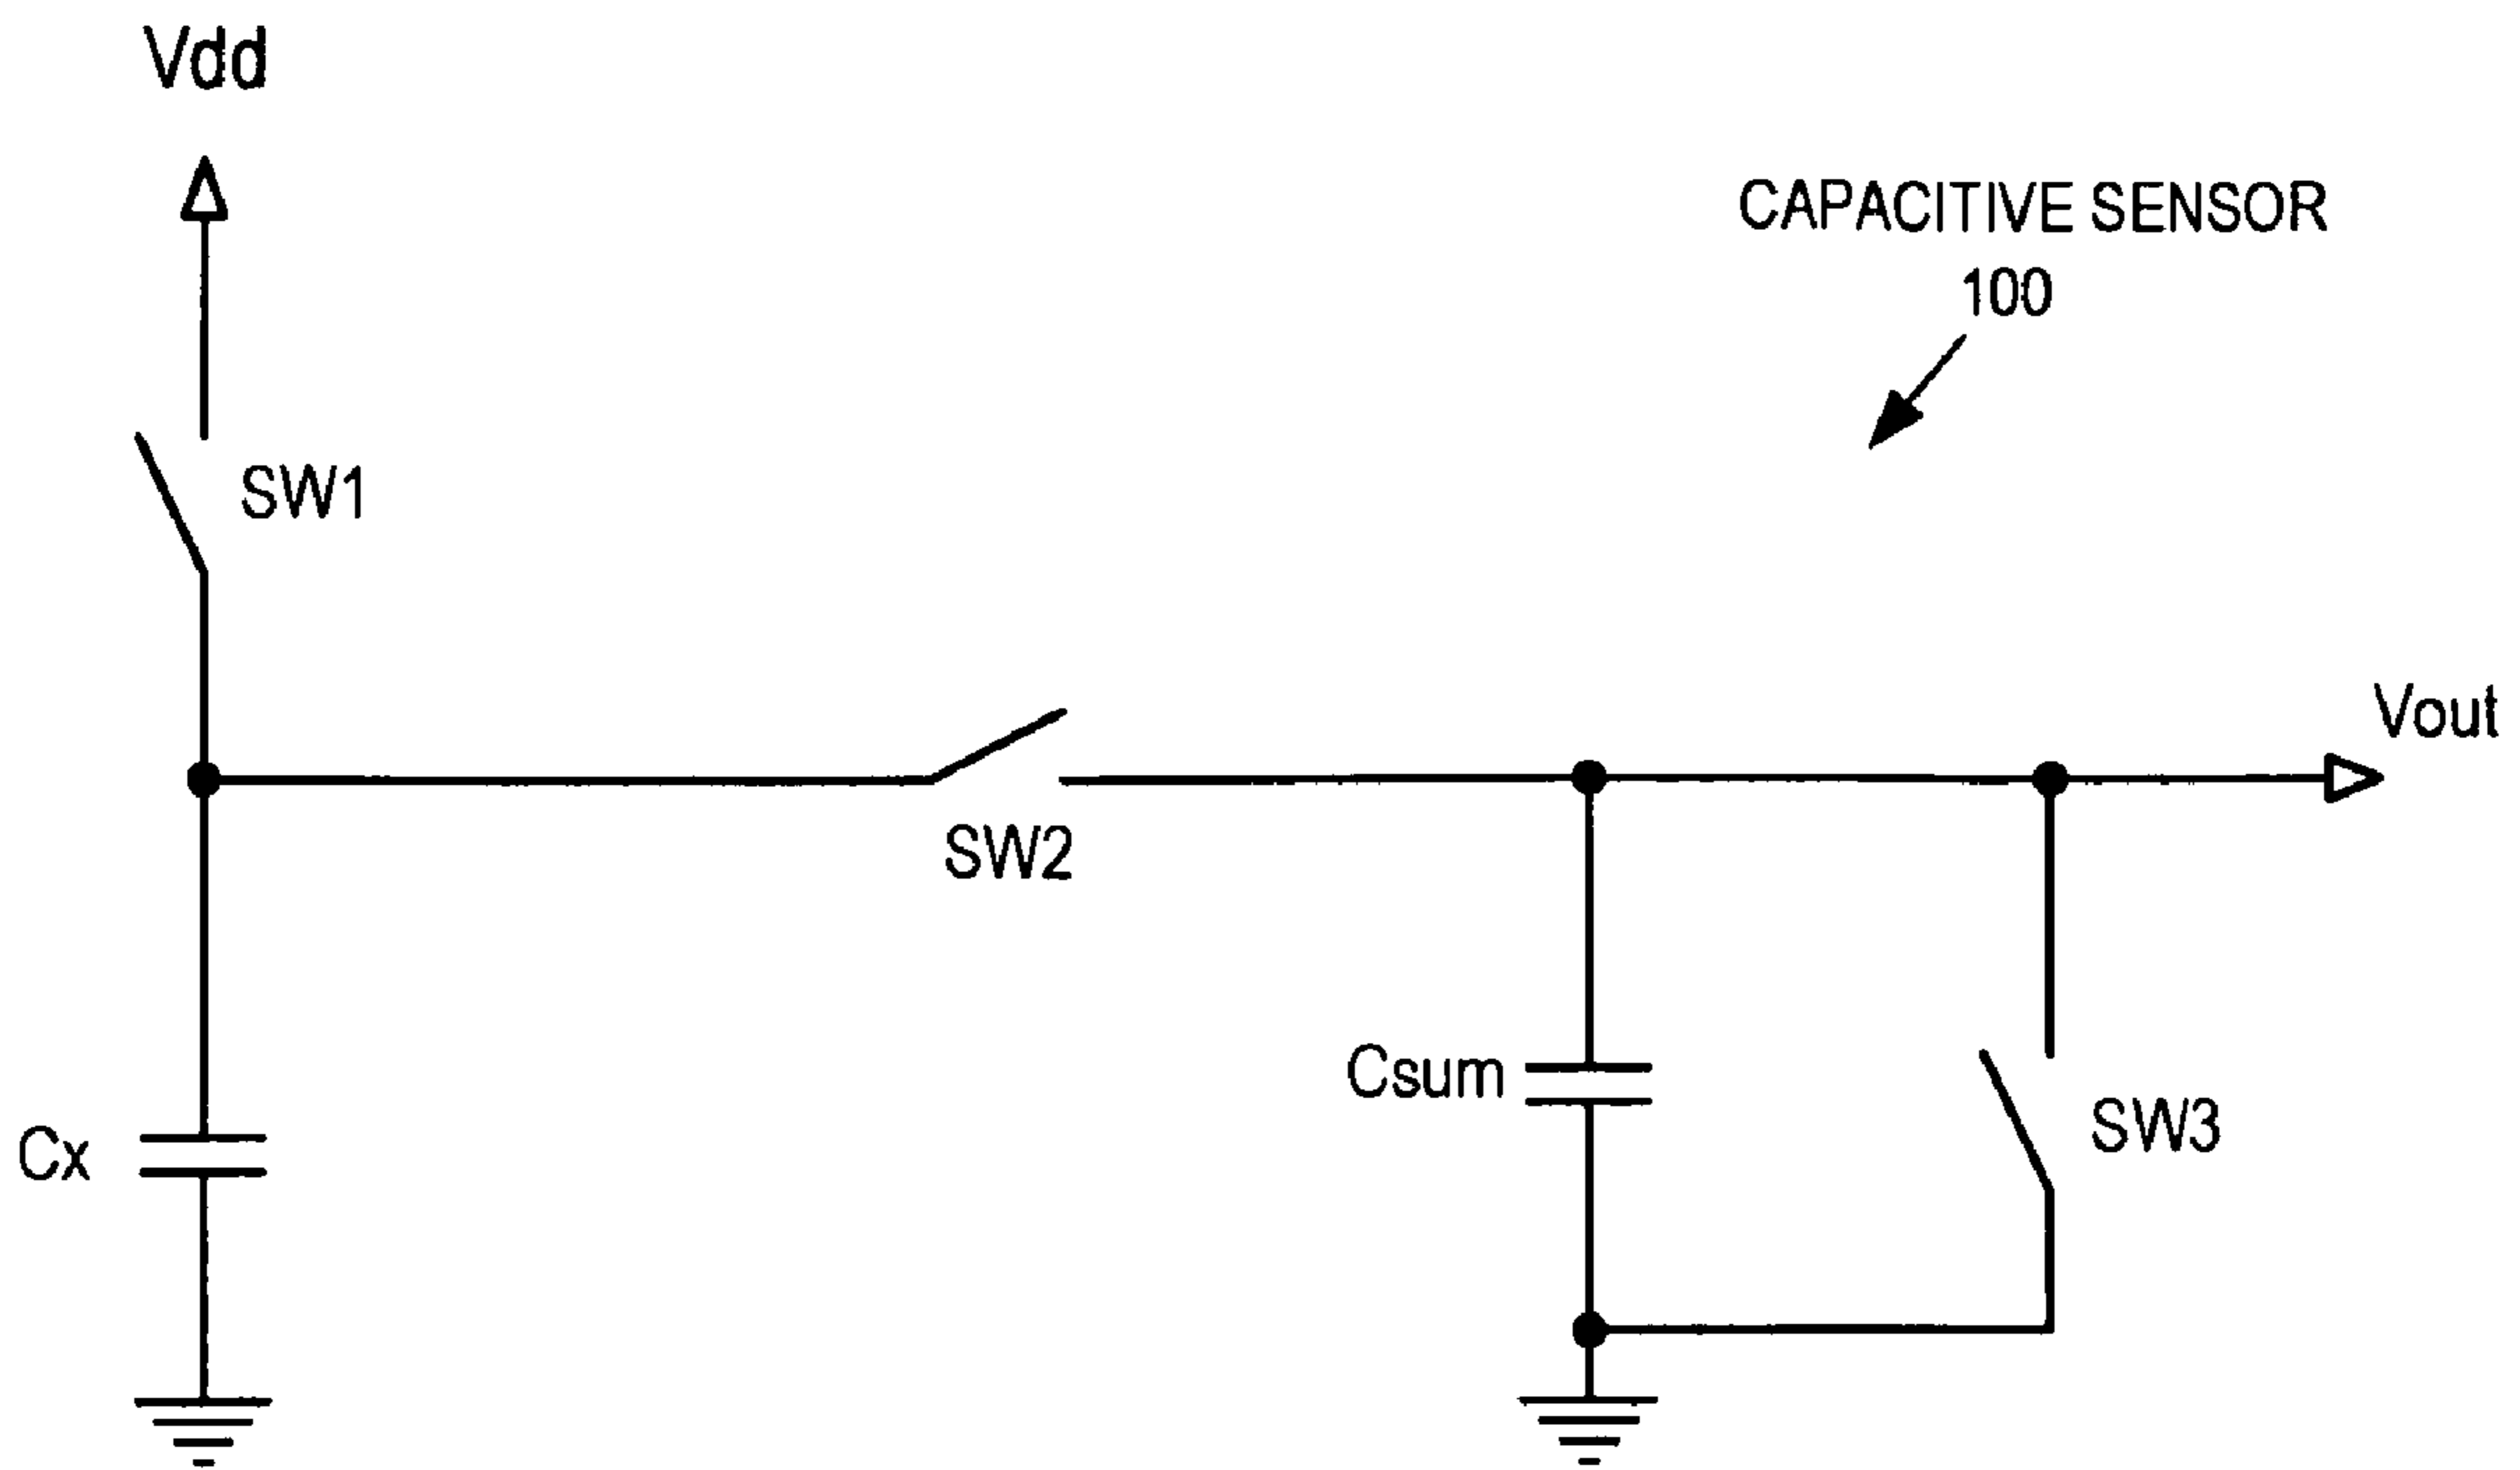 Vdd
CAPACITIVE SENSOR
100
SW1
Vout
SW2
Csum
Cx
SW3